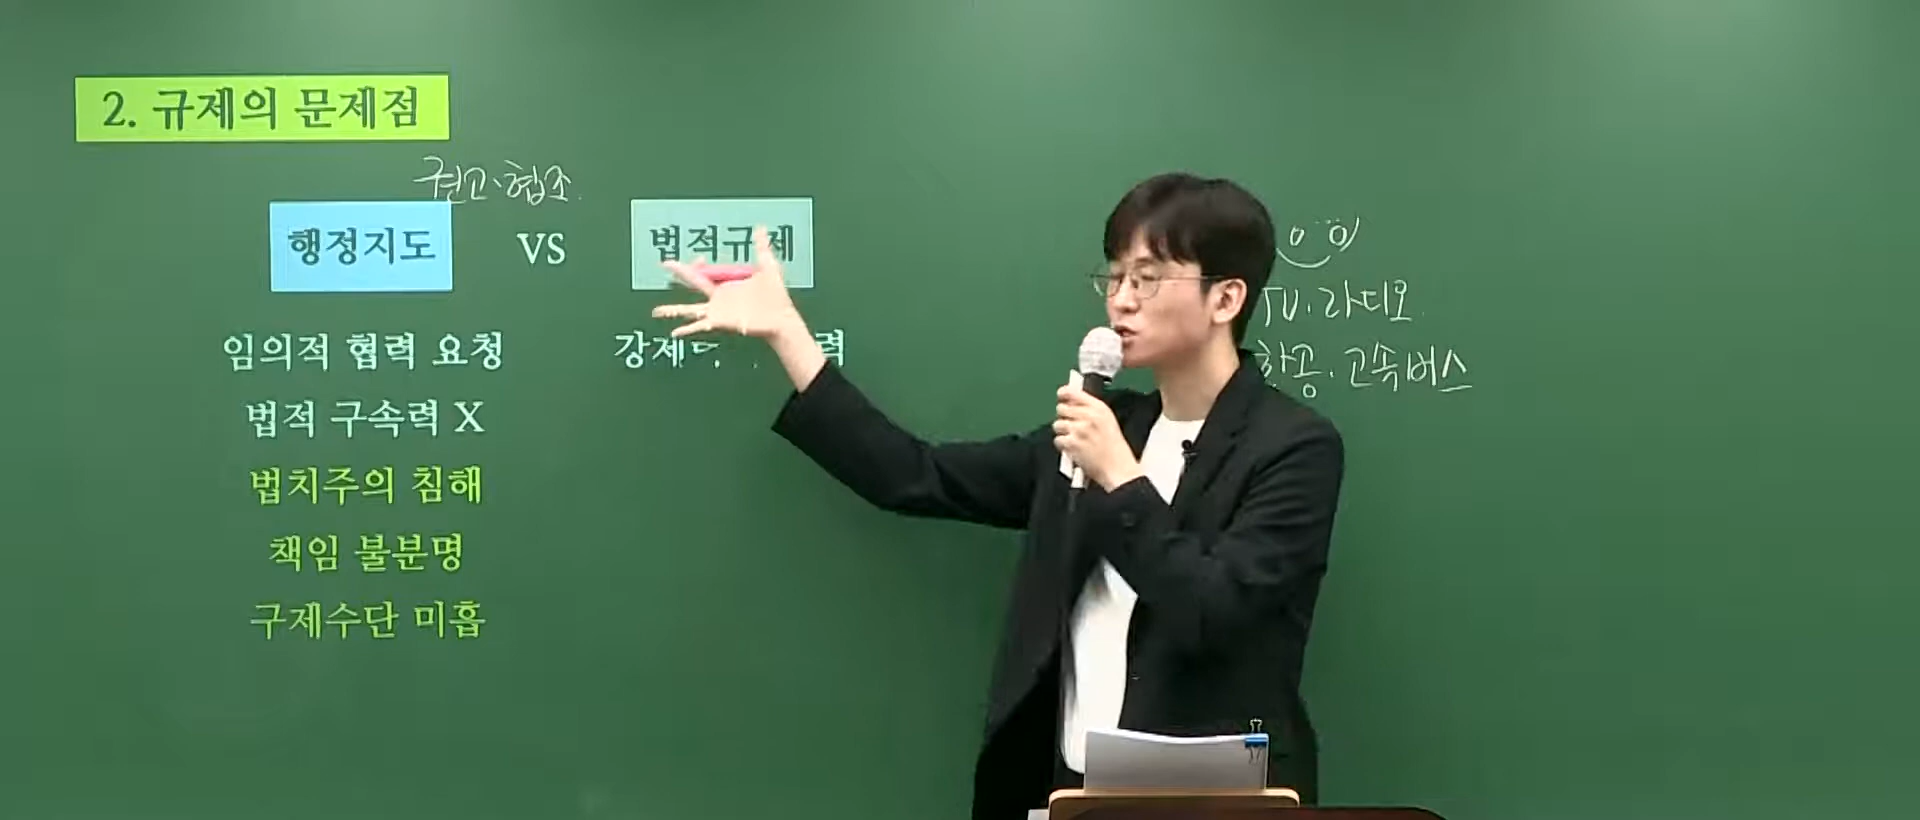 2. 규제의 문제점
권고·협조.
행정지도 VS 법적규제
임의적 협력 요청
법적 구속력 X
법치주의 침해
책임 불분명
구제수단 미흡
TV·라디오
항공·고속버스